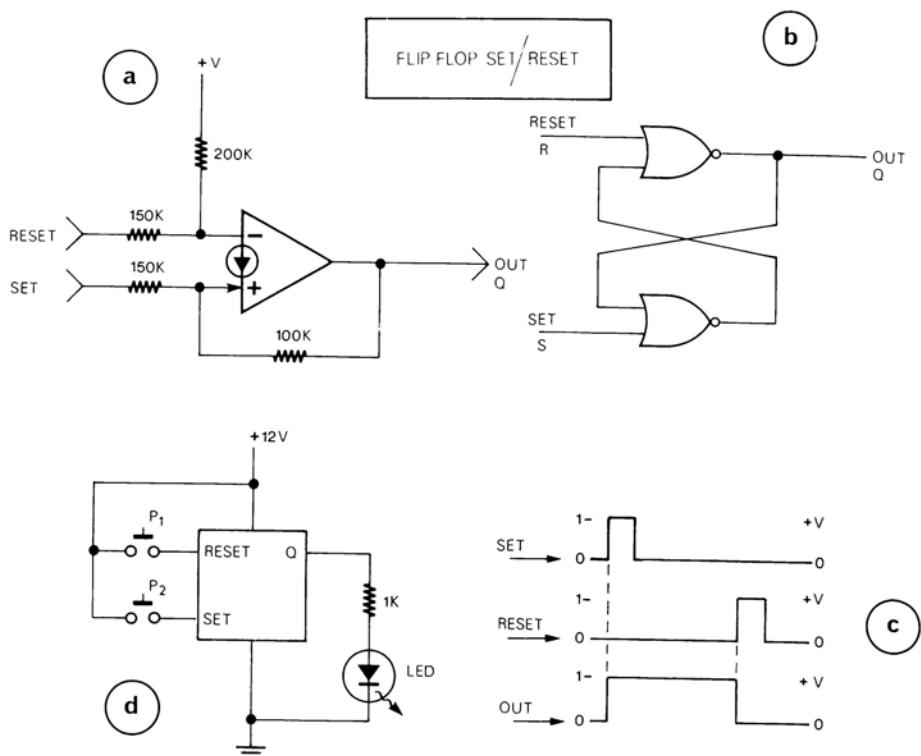 a
+V
200K
RESET
150K
SET
150K
100K
OUT
Q
FLIP FLOP SET/RESET
b
RESET
R
OUT
Q
SET
S
+12V
P1
RESET
Q
P2
SET
1K
LED
d
SET
1-
0
+V
0
RESET
1-
0
+V
0
OUT
1-
0
+V
0
c